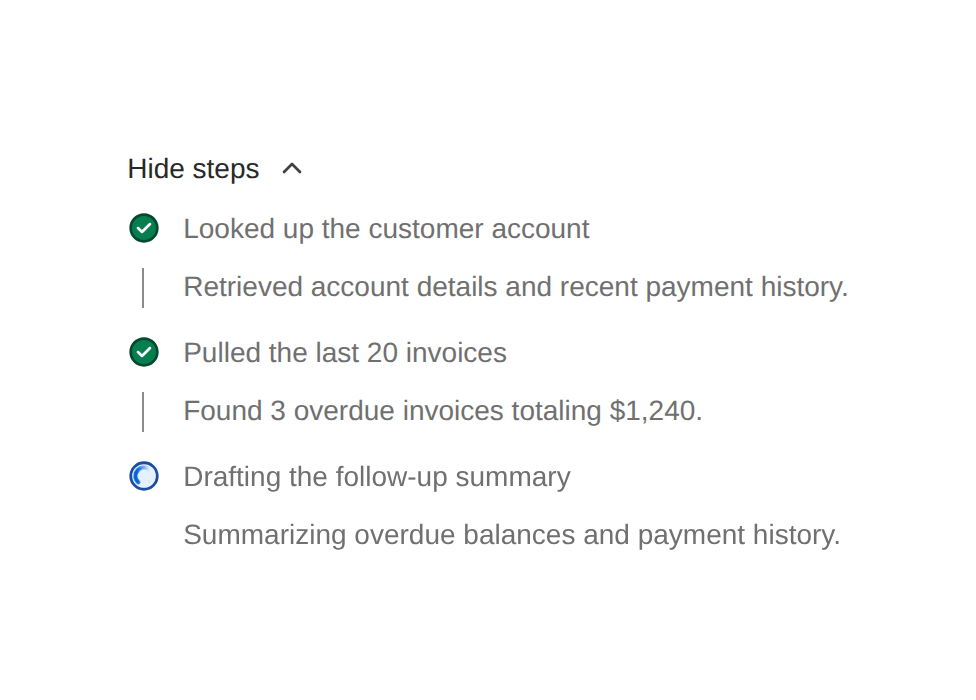 Hide steps
Looked up the customer account
Retrieved account details and recent payment history.
Pulled the last 20 invoices
Found 3 overdue invoices totaling $1,240.
Drafting the follow-up summary
Summarizing overdue balances and payment history.